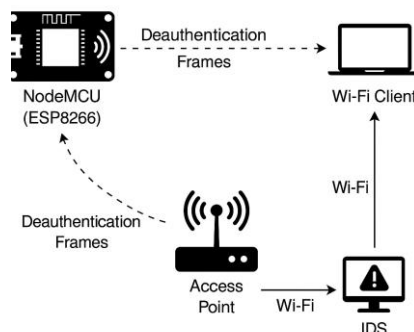 Deauthentication
Frames
NodeMCU
(ESP8266)
Wi-Fi Client
Wi-Fi
Deauthentication
Frames
Access
Point
Wi-Fi
IDS